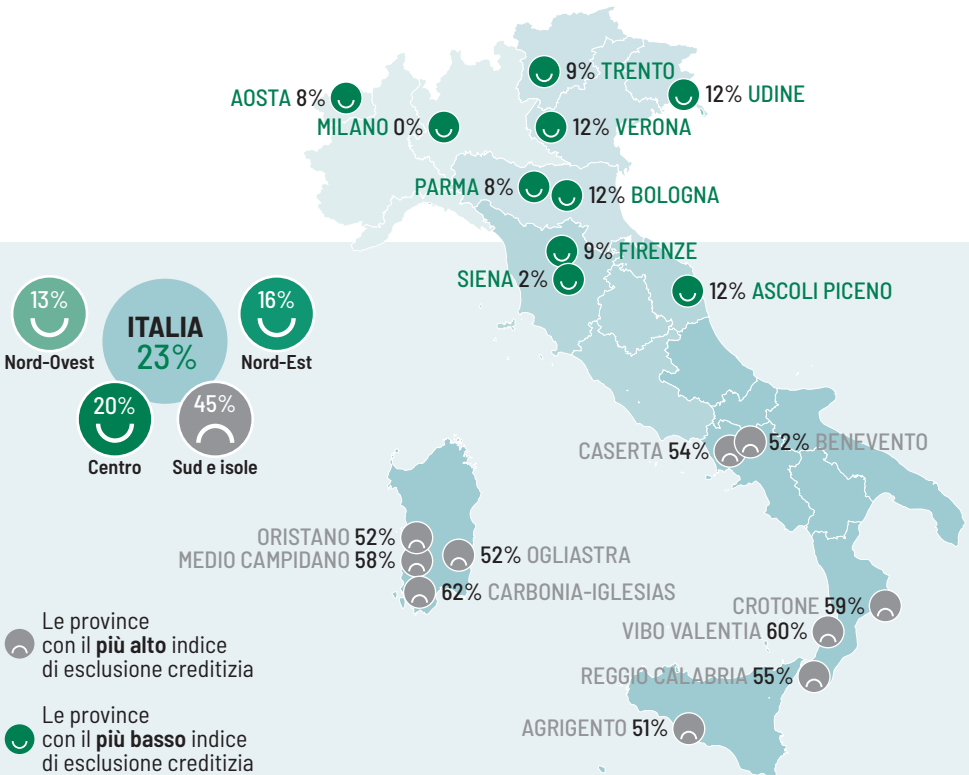 9% TRENTO
AOSTA 8%
12% UDINE
MILANO 0%
12% VERONA
PARMA 8%
12% BOLOGNA
9% FIRENZE
SIENA 2%
12% ASCOLI PICENO
13%
Nord-Ovest
ITALIA
23%
16%
Nord-Est
20%
Centro
45%
Sud e isole
CASERTA 54%
52% BENEVENTO
ORISTANO 52%
MEDIO CAMPIDANO 58%
52% OGLIASTRA
62% CARBONIA-IGLESIAS
CROTONE 59%
VIBO VALENTIA 60%
REGGIO CALABRIA 55%
AGRIGENTO 51%
Le province
con il più alto indice
di esclusione creditizia
Le province
con il più basso indice
di esclusione creditizia